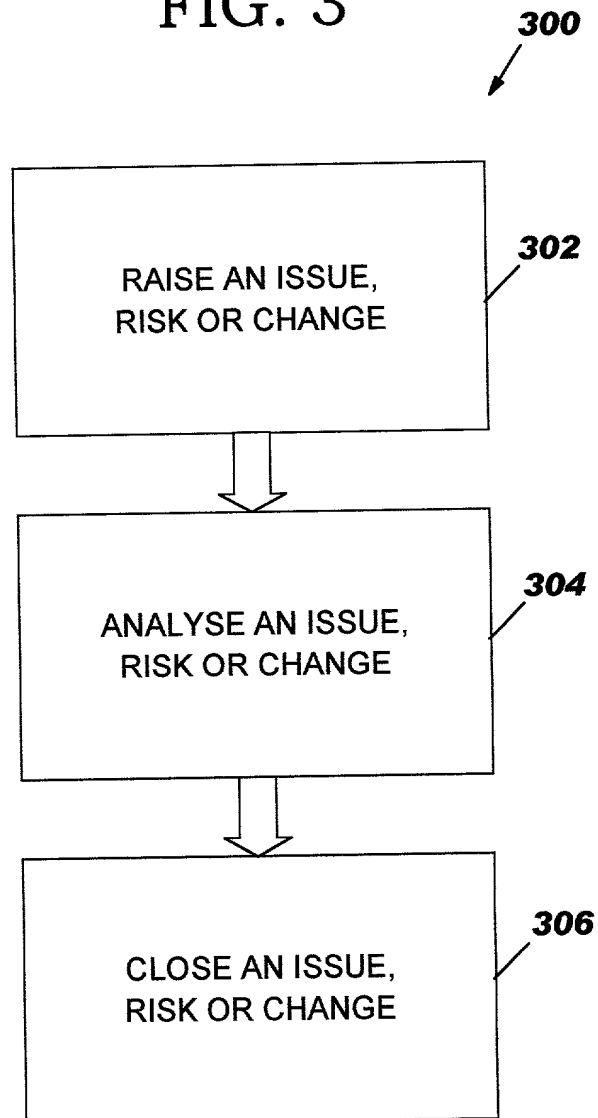 FIG. 3
300
RAISE AN ISSUE,
RISK OR CHANGE
302
ANALYSE AN ISSUE,
RISK OR CHANGE
304
CLOSE AN ISSUE,
RISK OR CHANGE
306